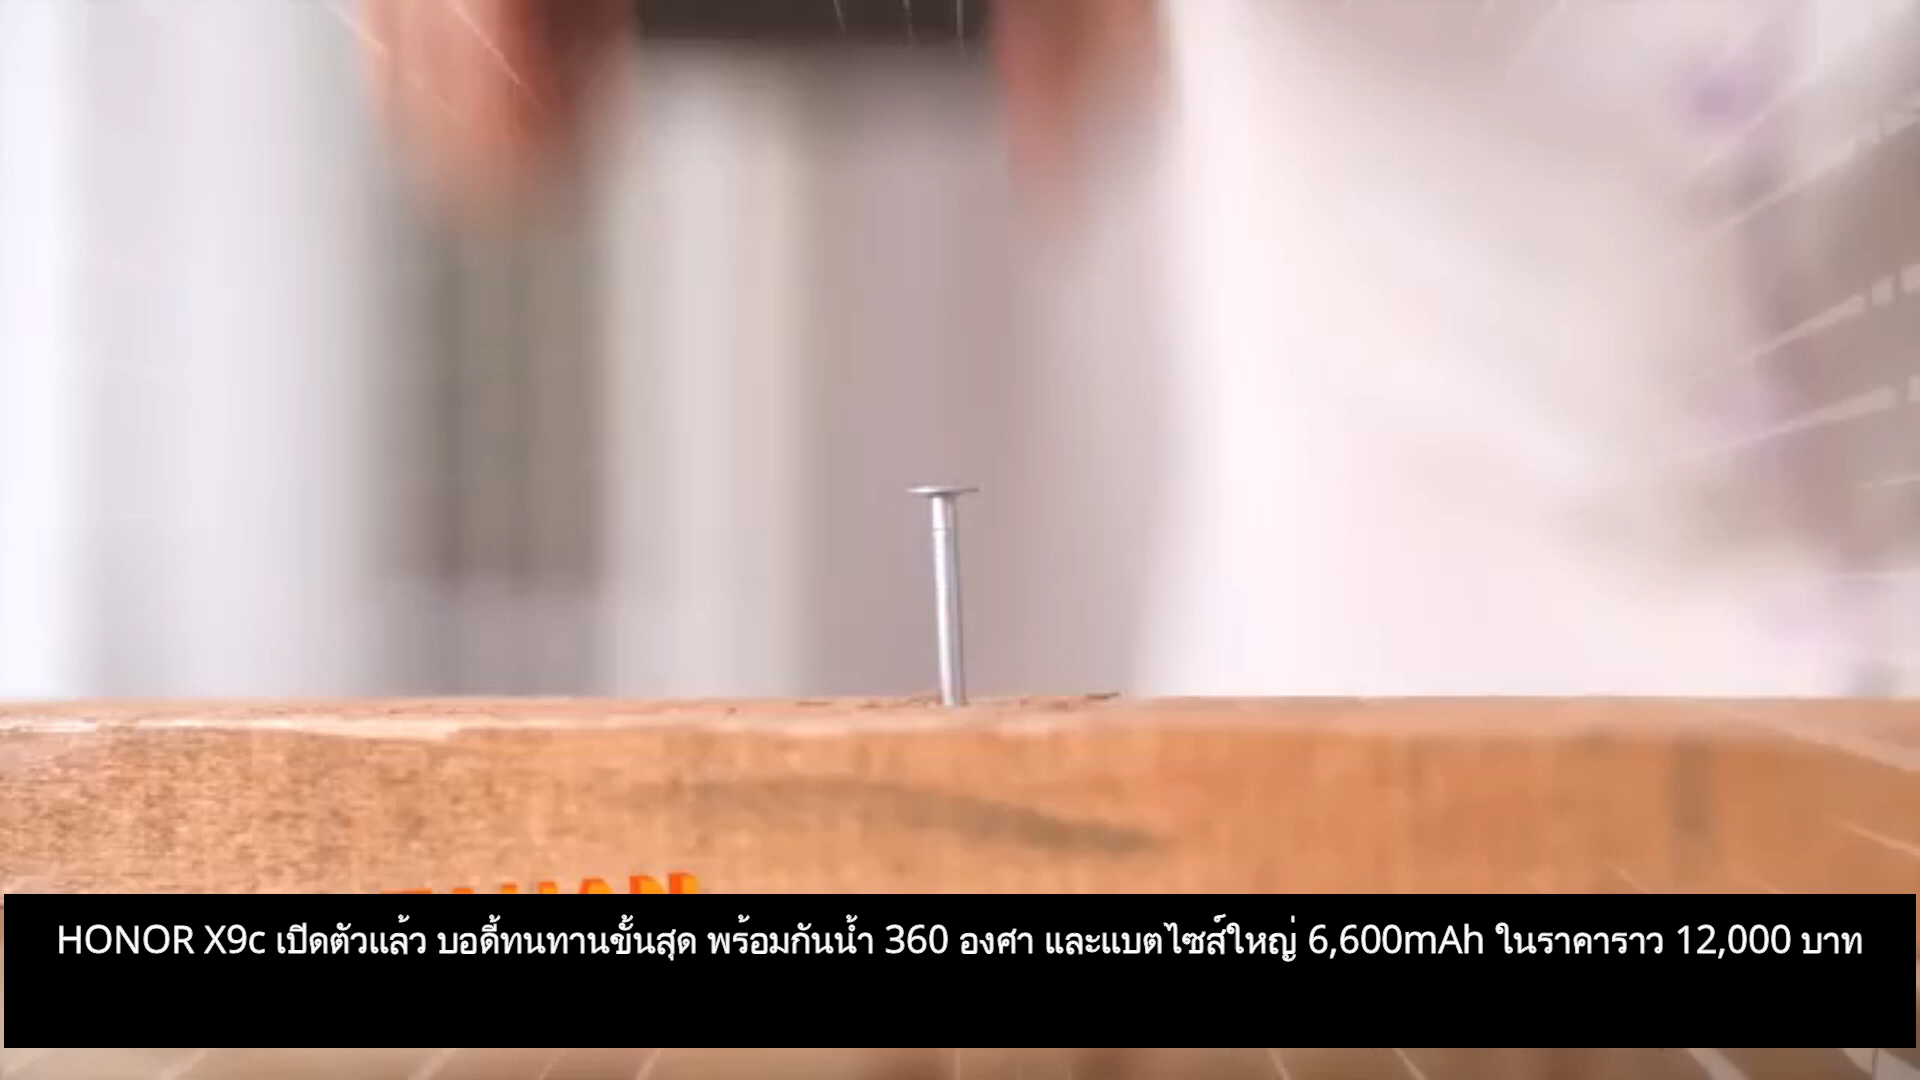 HONOR X9c เปิดตัวแล้ว บอดี้ทนทานขั้นสุด พร้อมกันน้ำ 360 องศา และแบตไซส์ใหญ่ 6,600mAh ในราคาราว 12,000 บาท